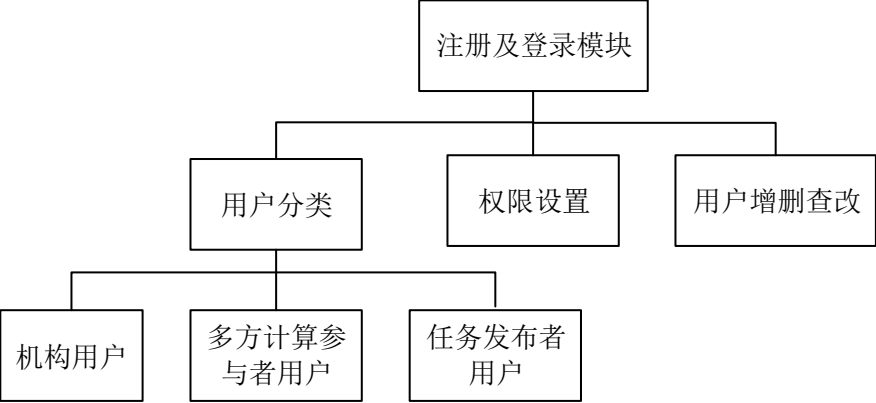 注册及登录模块
用户分类
权限设置
用户增删查改
机构用户
多方计算参
与者用户
任务发布者
用户